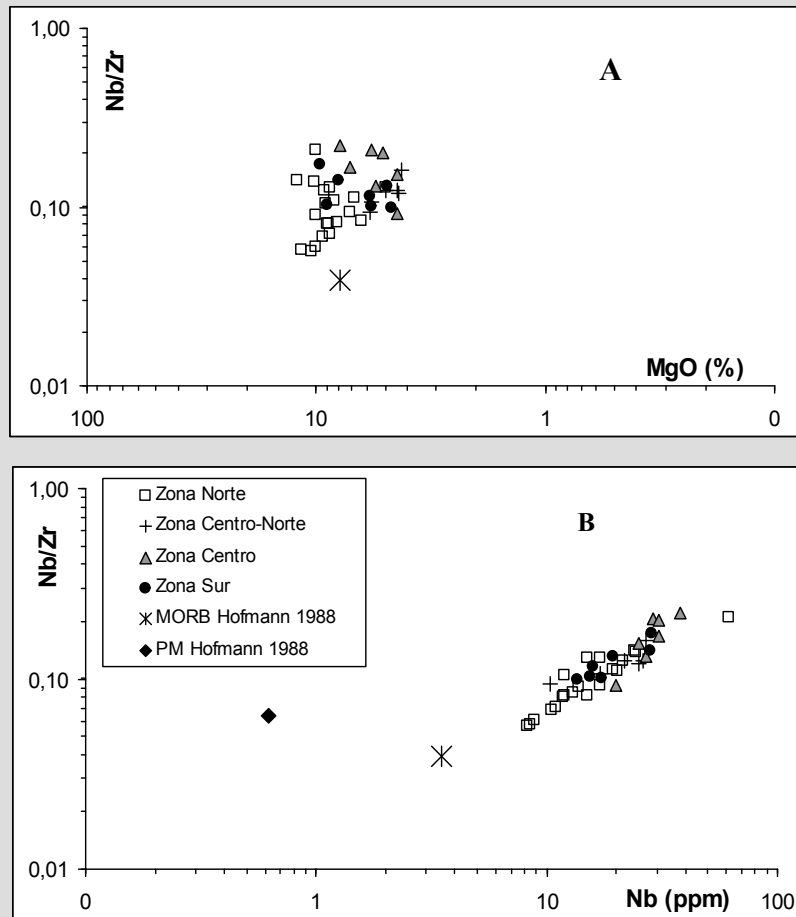 1,00
A
Nb/Zr
0,10
0,01
MgO (%)
100
10
1
0
1,00
B
Nb/Zr
Zona Norte
Zona Centro-Norte
Zona Centro
Zona Sur
MORB Hofmann 1988
PM Hofmann 1988
0,10
0,01
0
1
10
Nb (ppm)
100